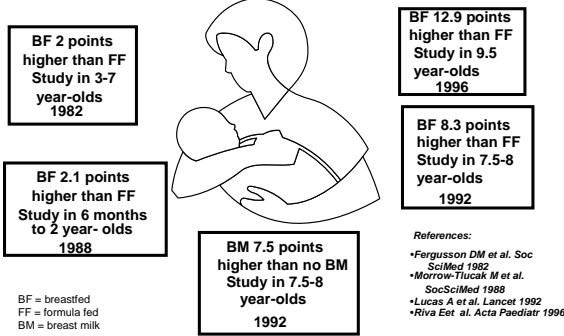 BF 2 points
higher than FF
Study in 3-7
year-olds
1982
BF 12.9 points
higher than FF
Study in 9.5
year-olds
1996
BF 2.1 points
higher than FF
Study in 6 months
to 2 year- olds
1988
BF 8.3 points
higher than FF
Study in 7.5-8
year-olds
1992
BM 7.5 points
higher than no BM
Study in 7.5-8
year-olds
1992
BF = breastfed
FF = formula fed
BM = breast milk
References:
•Fergusson DM et al. Soc
SciMed 1982
•Morrow-Tlucak M et al.
SocSciMed 1988
•Lucas A et al. Lancet 1992
•Riva Eet al. Acta Paediatr 1996